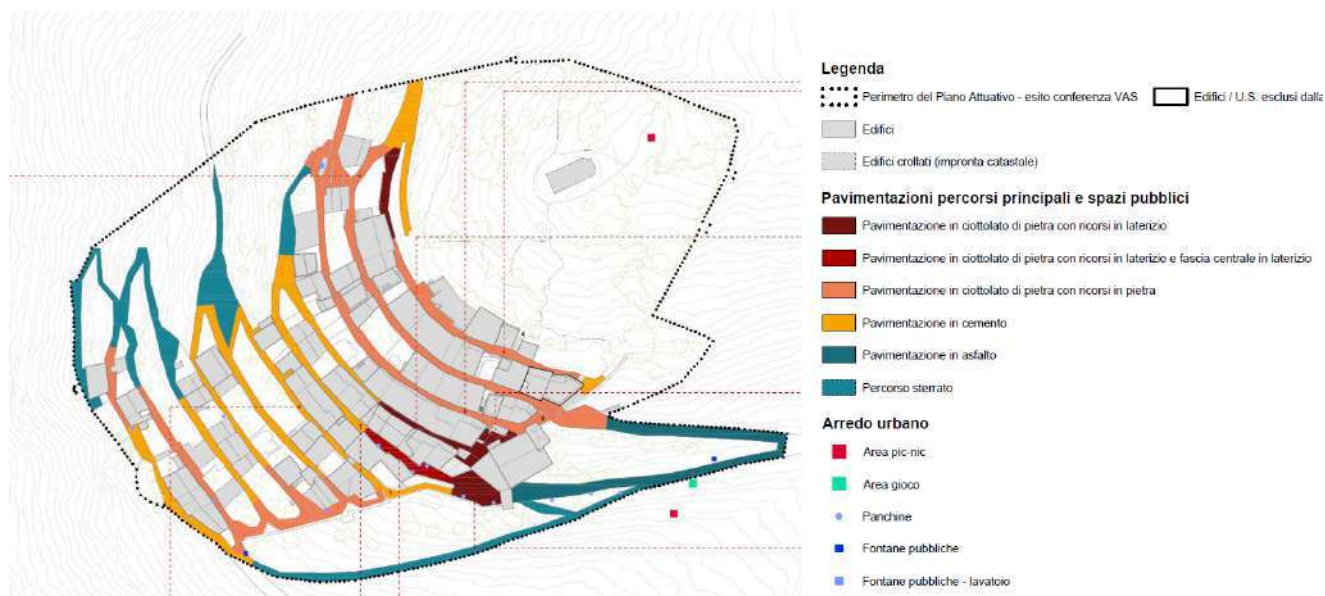 Legenda
Perimetro del Piano Attuativo - esito conferenza VAS
Edifici / U.S. esclusi dalla
Edifici
Edifici crollati (impronta catastale)
Pavimentazioni percorsi principali e spazi pubblici
Pavimentazione in ciottolato di pietra con ricorsi in laterizio
Pavimentazione in ciottolato di pietra con ricorsi in laterizio e fascia centrale in laterizio
Pavimentazione in ciottolato di pietra con ricorsi in pietra
Pavimentazione in cemento
Pavimentazione in asfalto
Percorso sterrato
Arredo urbano
Area pic-nic
Area gioco
Panchine
Fontane pubbliche
Fontane pubbliche - lavatoio